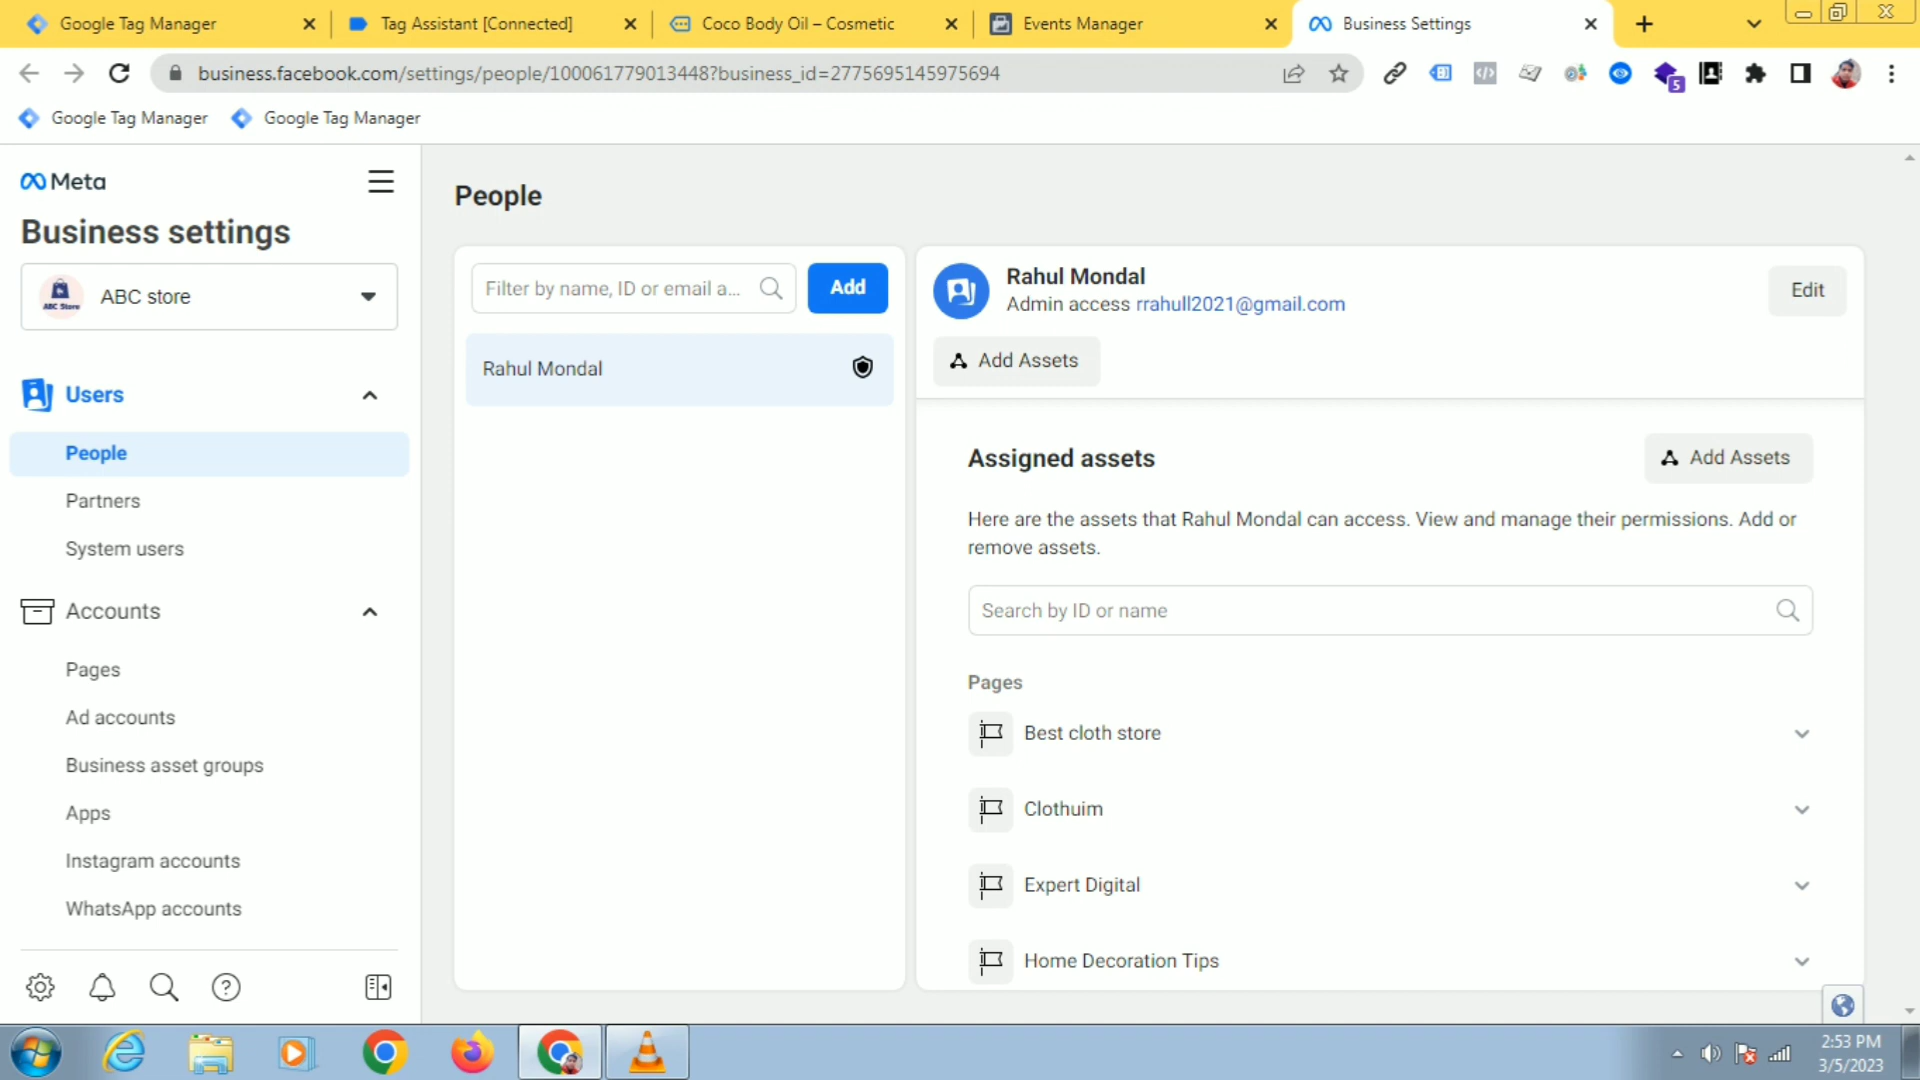 Google Tag Manager
Tag Assistant [Connected]
Coco Body Oil – Cosmetic
Events Manager
Business Settings
business.facebook.com/settings/people/100061779013448?business_id=2775695145975694
5
Google Tag Manager
Google Tag Manager
Meta
Business settings
ABC Store
ABC store
Users
People
Partners
System users
Accounts
Pages
Ad accounts
Business asset groups
Apps
Instagram accounts
WhatsApp accounts
People
Filter by name, ID or email a...
Add
Rahul Mondal
Rahul Mondal
Admin access rrahull2021@gmail.com
Edit
Add Assets
Assigned assets
Add Assets
Here are the assets that Rahul Mondal can access. View and manage their permissions. Add or
remove assets.
Search by ID or name
Pages
Best cloth store
Clothuim
Expert Digital
Home Decoration Tips
2:53 PM
3/5/2023